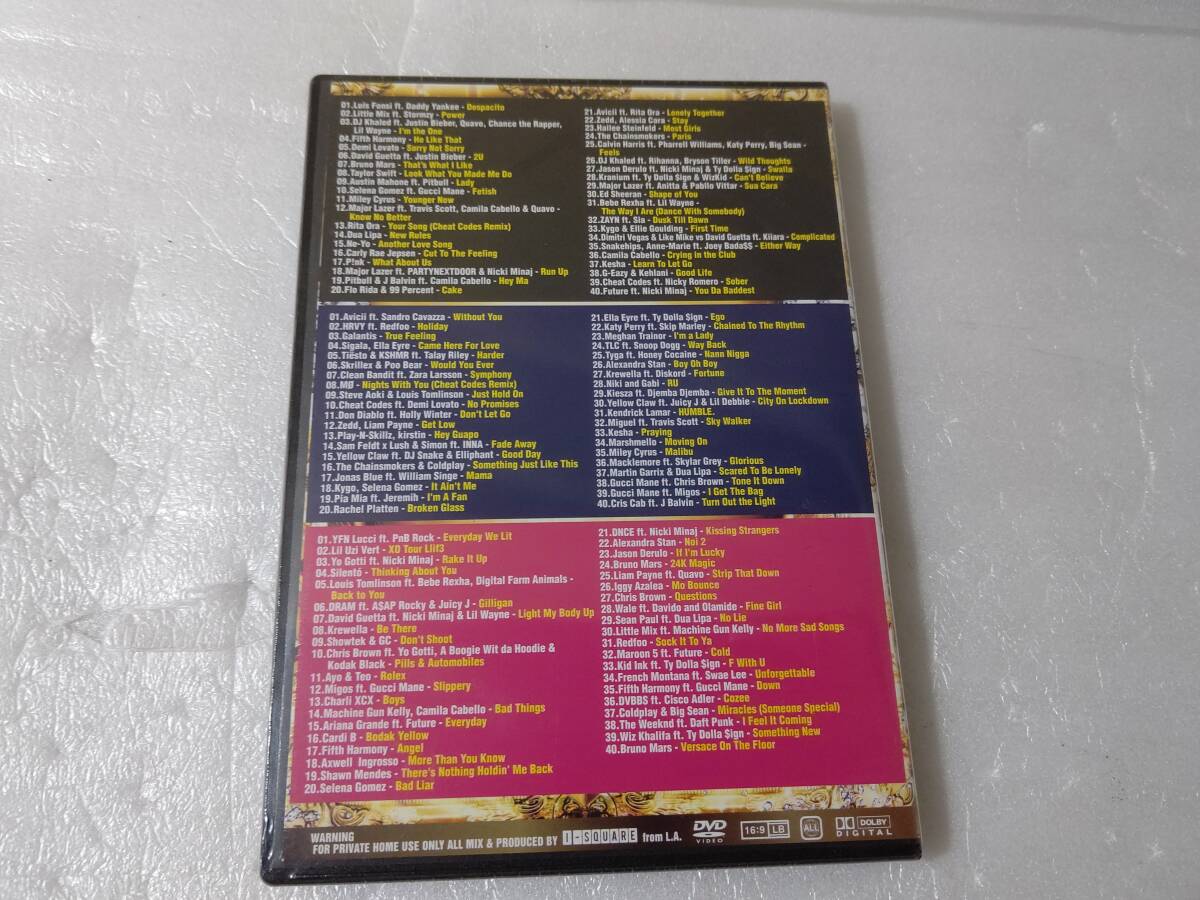 01.Luis Fonsi ft. Daddy Yankee - Despacito
02.Little Mix ft. Stormzy - Power
03.DJ Khaled ft. Justin Bieber, Quavo, Chance the Rapper,
Lil Wayne - I'm the One
04.Fifth Harmony - He Like That
05.Demi Lovato - Sorry Not Sorry
06.David Guetta ft. Justin Bieber - 2U
07.Bruno Mars - That's What I Like
08.Taylor Swift - Look What You Made Me Do
09.Austin Mahone ft. Pitbull - Lady
10.Selena Gomez ft. Gucci Mane - Fetish
11.Miley Cyrus - Younger Now
12.Major Lazer ft. Travis Scott, Camila Cabello & Quavo -
Know No Better
13.Rita Ora - Your Song (Cheat Codes Remix)
14.Dua Lipa - New Rules
15.Ne-Yo - Another Love Song
16.Carly Rae Jepsen - Cut To The Feeling
17.P!nk - What About Us
18.Major Lazer ft. PARTYNEXTDOOR & Nicki Minaj - Run Up
19.Pitbull & J Balvin ft. Camila Cabello - Hey Ma
20.Flo Rida & 99 Percent - Cake
21.Avicii ft. Rita Ora - Lonely Together
22.Zedd, Alessia Cara - Stay
23.Hailee Steinfeld - Most Girls
24.The Chainsmokers - Paris
25.Calvin Harris ft. Pharrell Williams, Katy Perry, Big Sean -
Feels
26.DJ Khaled ft. Rihanna, Bryson Tiller - Wild Thoughts
27.Jason Derulo ft. Nicki Minaj & Ty Dolla $ign - Swalla
28.Kranium ft. Ty Dolla $ign & WizKid - Can't Believe
29.Major Lazer ft. Anitta & Pabllo Vittar - Sua Cara
30.Ed Sheeran - Shape of You
31.Bebe Rexha ft. Lil Wayne -
The Way I Are (Dance With Somebody)
32.ZAYN ft. Sia - Dusk Till Dawn
33.Kygo & Ellie Goulding - First Time
34.Dimitri Vegas & Like Mike vs David Guetta ft. Kiiara - Complicated
35.Snakehips, Anne-Marie ft. Joey Bada$$ - Either Way
36.Camila Cabello - Crying in the Club
37.Kesha - Learn To Let Go
38.G-Eazy & Kehlani - Good Life
39.Cheat Codes ft. Nicky Romero - Sober
40.Future ft. Nicki Minaj - You Da Baddest
01.Avicii ft. Sandro Cavazza - Without You
02.HRVY ft. Redfoo - Holiday
03.Galantis - True Feeling
04.Sigala, Ella Eyre - Came Here For Love
05.Tiësto & KSHMR ft. Talay Riley - Harder
06.Skrillex & Poo Bear - Would You Ever
07.Clean Bandit ft. Zara Larsson - Symphony
08.MØ - Nights With You (Cheat Codes Remix)
09.Steve Aoki & Louis Tomlinson - Just Hold On
10.Cheat Codes ft. Demi Lovato - No Promises
11.Don Diablo ft. Holly Winter - Don't Let Go
12.Zedd, Liam Payne - Get Low
13.Play-N-Skillz, kirstin - Hey Guapo
14.Sam Feldt x Lush & Simon ft. INNA - Fade Away
15.Yellow Claw ft. DJ Snake & Elliphant - Good Day
16.The Chainsmokers & Coldplay - Something Just Like This
17.Jonas Blue ft. William Singe - Mama
18.Kygo, Selena Gomez - It Ain't Me
19.Pia Mia ft. Jeremih - I'm A Fan
20.Rachel Platten - Broken Glass
21.Ella Eyre ft. Ty Dolla $ign - Ego
22.Katy Perry ft. Skip Marley - Chained To The Rhythm
23.Meghan Trainor - I'm a Lady
24.TLC ft. Snoop Dogg - Way Back
25.Tyga ft. Honey Cocaine - Nann Nigga
26.Alexandra Stan - Boy Oh Boy
27.Krewella ft. Diskord - Fortune
28.Niki and Gabi - RU
29.Kiesza ft. Djemba Djemba - Give It To The Moment
30.Yellow Claw ft. Juicy J & Lil Debbie - City On Lockdown
31.Kendrick Lamar - HUMBLE.
32.Miguel ft. Travis Scott - Sky Walker
33.Kesha - Praying
34.Marshmello - Moving On
35.Miley Cyrus - Malibu
36.Macklemore ft. Skylar Grey - Glorious
37.Martin Garrix & Dua Lipa - Scared To Be Lonely
38.Gucci Mane ft. Chris Brown - Tone It Down
39.Gucci Mane ft. Migos - I Get The Bag
40.Cris Cab ft. J Balvin - Turn Out the Light
01.YFN Lucci ft. PnB Rock - Everyday We Lit
02.Lil Uzi Vert - XO Tour Llif3
03.Yo Gotti ft. Nicki Minaj - Rake It Up
04.Silentó - Thinking About You
05.Louis Tomlinson ft. Bebe Rexha, Digital Farm Animals -
Back to You
06.DRAM ft. A$AP Rocky & Juicy J - Gilligan
07.David Guetta ft. Nicki Minaj & Lil Wayne - Light My Body Up
08.Krewella - Be There
09.Showtek & GC - Don't Shoot
10.Chris Brown ft. Yo Gotti, A Boogie Wit da Hoodie &
Kodak Black - Pills & Automobiles
11.Ayo & Teo - Rolex
12.Migos ft. Gucci Mane - Slippery
13.Charli XCX - Boys
14.Machine Gun Kelly, Camila Cabello - Bad Things
15.Ariana Grande ft. Future - Everyday
16.Cardi B - Bodak Yellow
17.Fifth Harmony - Angel
18.Axwell Ingrosso - More Than You Know
19.Shawn Mendes - There's Nothing Holdin' Me Back
20.Selena Gomez - Bad Liar
21.DNCE ft. Nicki Minaj - Kissing Strangers
22.Alexandra Stan - Noi 2
23.Jason Derulo - If I'm Lucky
24.Bruno Mars - 24K Magic
25.Liam Payne ft. Quavo - Strip That Down
26.Iggy Azalea - Mo Bounce
27.Chris Brown - Questions
28.Wale ft. Davido and Olamide - Fine Girl
29.Sean Paul ft. Dua Lipa - No Lie
30.Little Mix ft. Machine Gun Kelly - No More Sad Songs
31.Redfoo - Sock It To Ya
32.Maroon 5 ft. Future - Cold
33.Kid Ink ft. Ty Dolla $ign - F With U
34.French Montana ft. Swae Lee - Unforgettable
35.Fifth Harmony ft. Gucci Mane - Down
36.DVBBS ft. Cisco Adler - Cozee
37.Coldplay & Big Sean - Miracles (Someone Special)
38.The Weeknd ft. Daft Punk - I Feel It Coming
39.Wiz Khalifa ft. Ty Dolla $ign - Something New
40.Bruno Mars - Versace On The Floor
WARNING
FOR PRIVATE HOME USE ONLY ALL MIX & PRODUCED BY I-SQUARE from L.A.
DVD VIDEO
16:9 LB
ALL
DOLBY DIGITAL